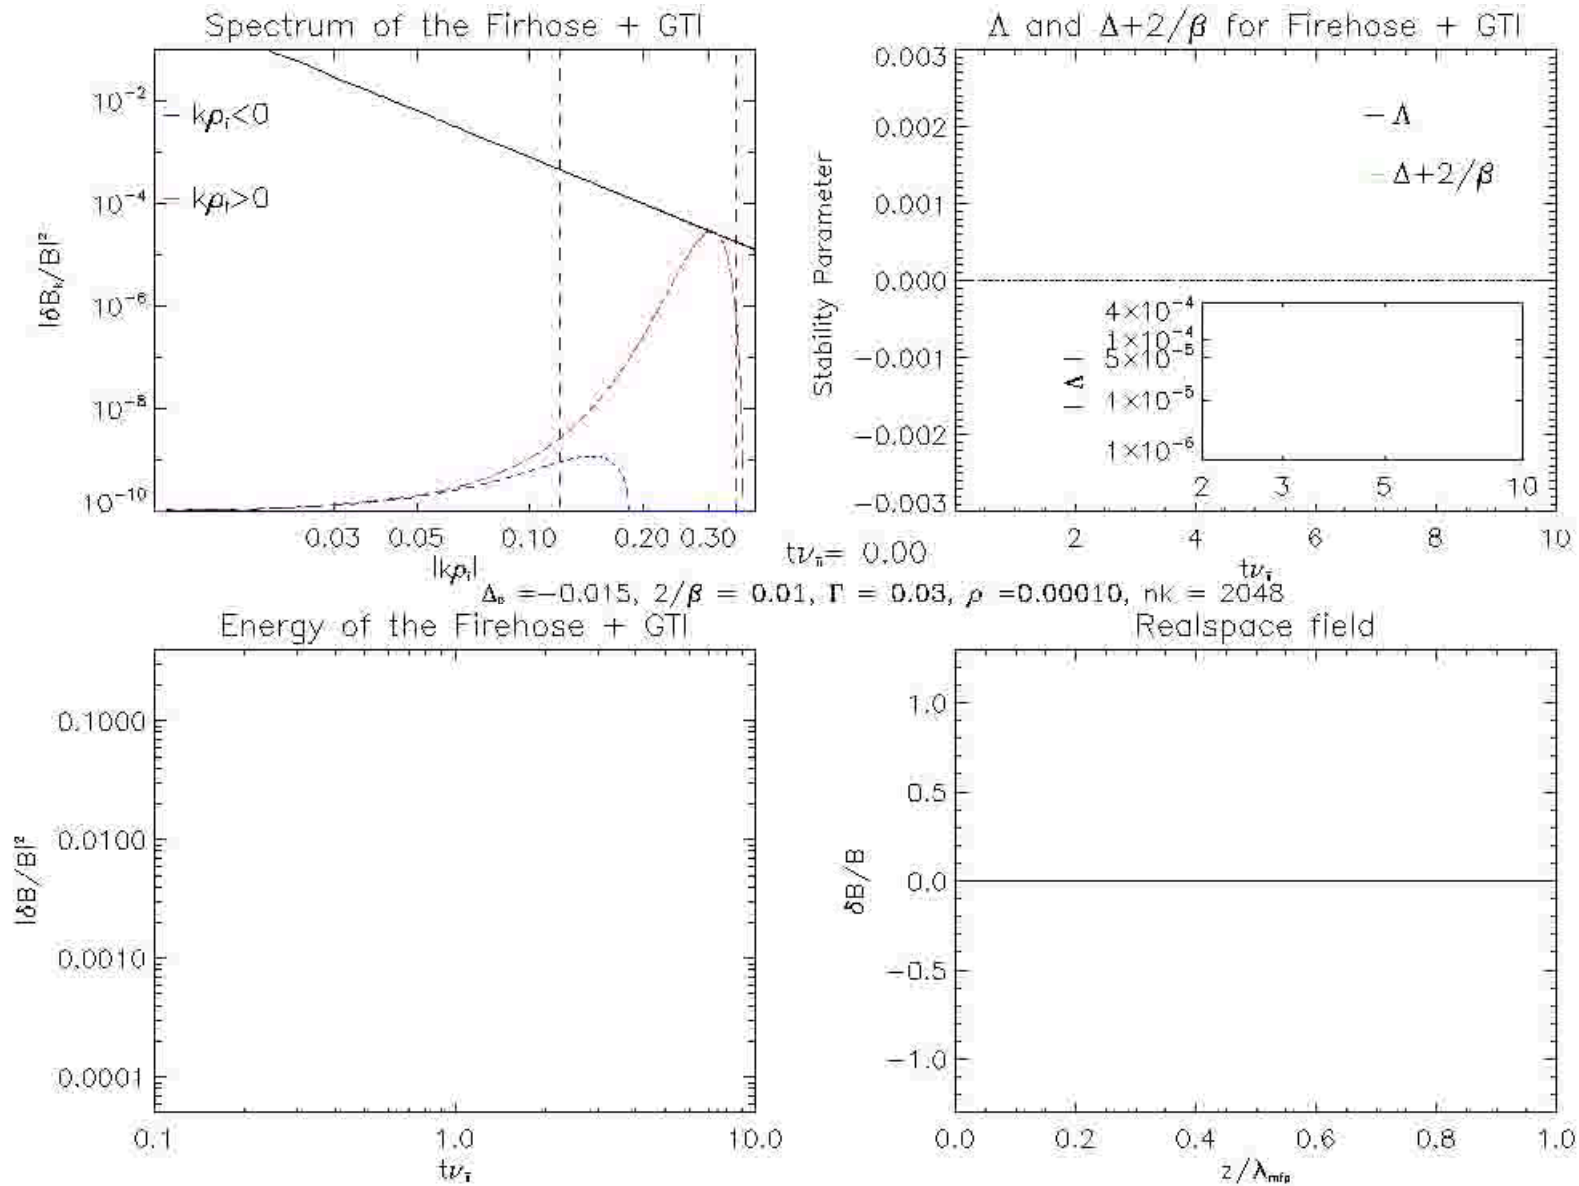 Spectrum of the Firhose + GTI
|δBₖ/B|²
10⁻²
10⁻⁴
10⁻⁶
10⁻⁸
10⁻¹⁰
– kρᵢ<0
– kρᵢ>0
0.03 0.05 0.10 0.20 0.30
|kρᵢ|
Λ and Δ+2/β for Firehose + GTI
Stability Parameter
0.003
0.002
0.001
0.000
−0.001
−0.002
−0.003
– Λ
– Δ+2/β
| Λ |
4×10⁻⁴
1×10⁻⁴
5×10⁻⁵
1×10⁻⁵
1×10⁻⁶
2 3 5 10
2 4 6 8 10
tνᵢᵢ
tνᵢᵢ= 0.00
Δ₀ =−0.015, 2/β = 0.01, Γ = 0.03, ρ =0.00010, nk = 2048
Energy of the Firehose + GTI
|δB/B|²
0.1000
0.0100
0.0010
0.0001
0.1 1.0 10.0
tνᵢᵢ
Realspace field
δB/B
1.0
0.5
0.0
−0.5
−1.0
0.0 0.2 0.4 0.6 0.8 1.0
z/λₘfₚ